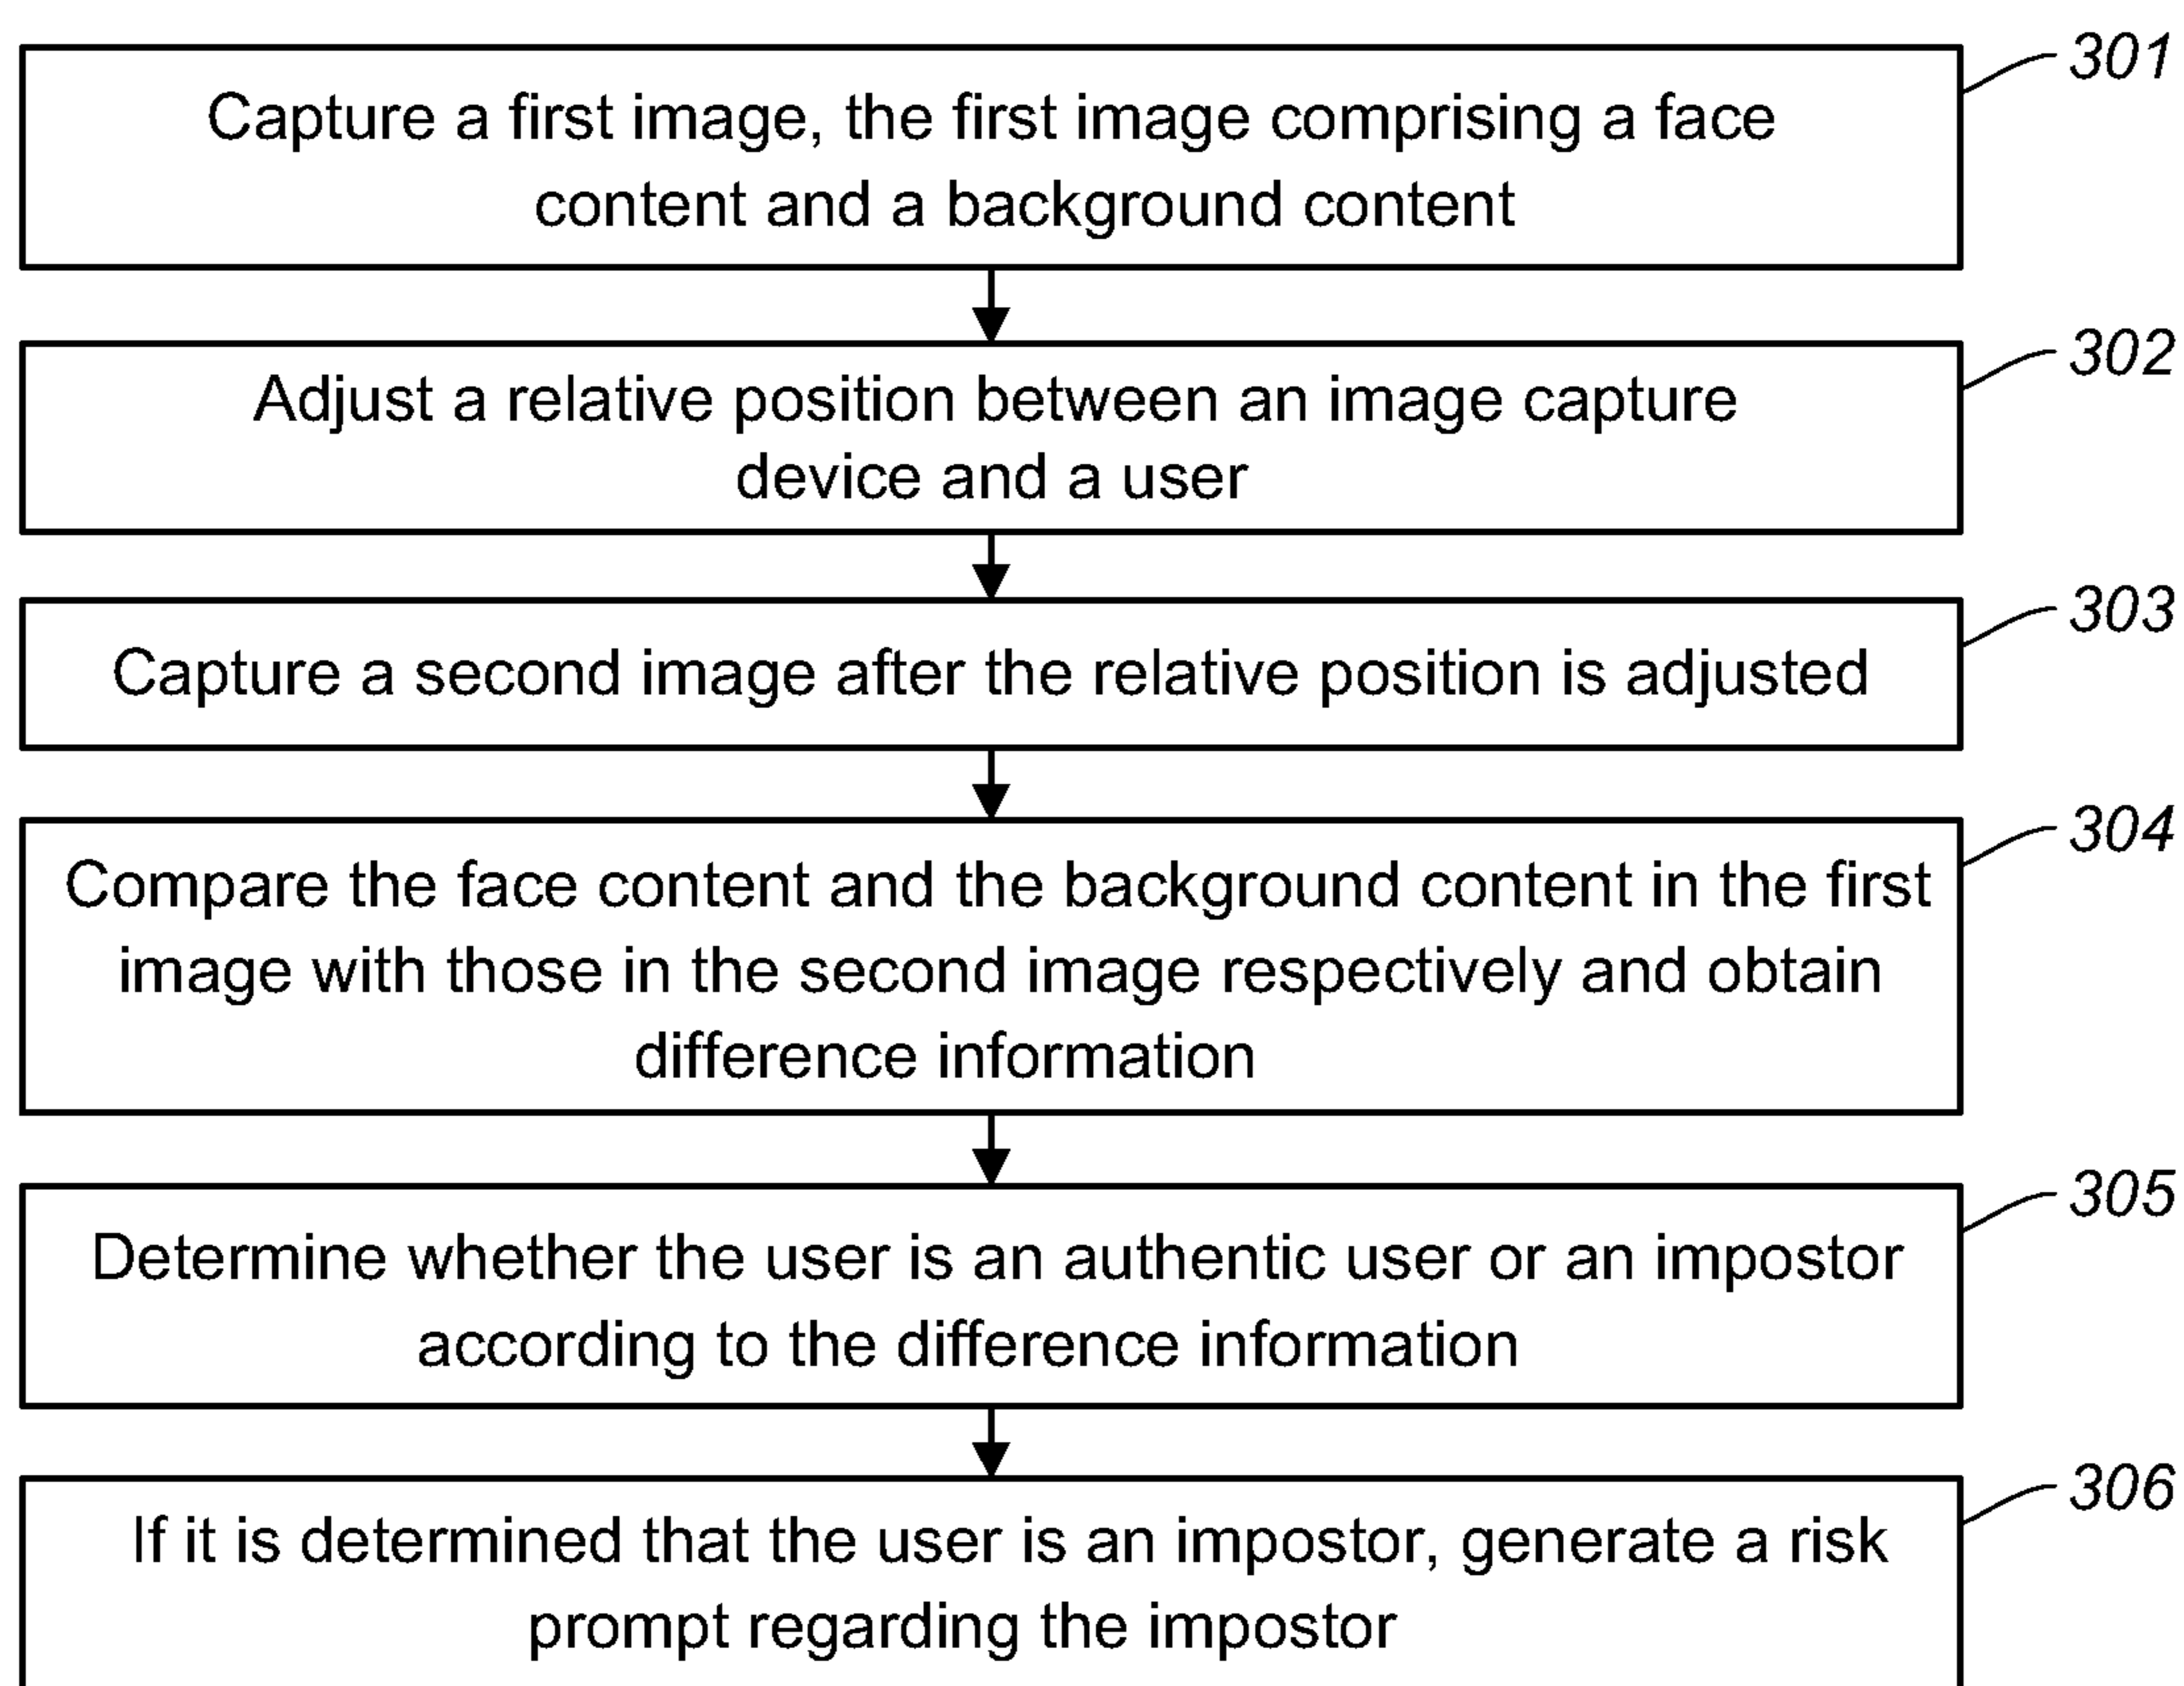 301
Capture a first image, the first image comprising a face
content and a background content
302
Adjust a relative position between an image capture
device and a user
303
Capture a second image after the relative position is adjusted
304
Compare the face content and the background content in the first
image with those in the second image respectively and obtain
difference information
305
Determine whether the user is an authentic user or an impostor
according to the difference information
306
If it is determined that the user is an impostor, generate a risk
prompt regarding the impostor